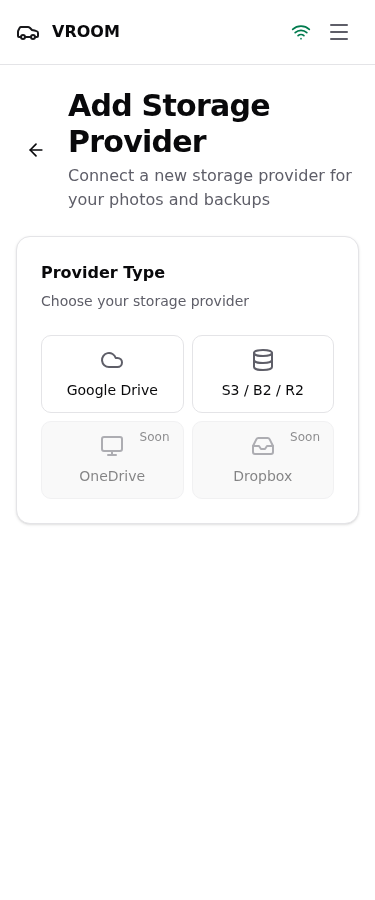 VROOM
Add Storage
Provider
Connect a new storage provider for
your photos and backups
Provider Type
Choose your storage provider
Google Drive
S3 / B2 / R2
Soon
OneDrive
Soon
Dropbox